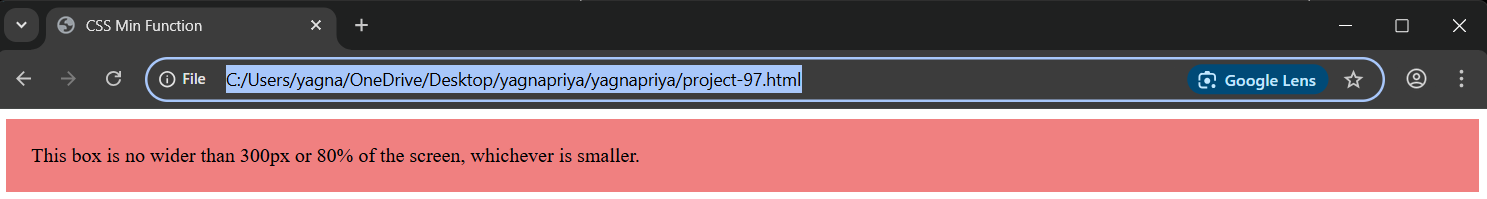 CSS Min Function
File
C:/Users/yagna/OneDrive/Desktop/yagnapriya/yagnapriya/project-97.html
Google Lens
This box is no wider than 300px or 80% of the screen, whichever is smaller.